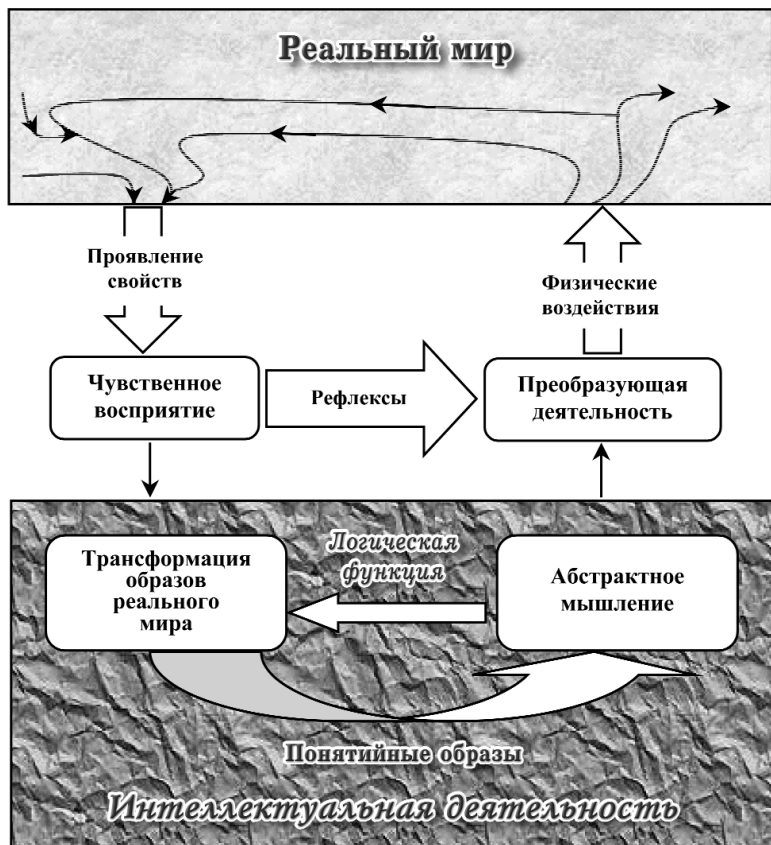 Реальный мир
Проявление
свойств
Физические
воздействия
Чувственное
восприятие
Рефлексы
Преобразующая
деятельность
Трансформация
образов
реального
мира
Логическая
функция
Абстрактное
мышление
Понятийные образы
Интеллектуальная деятельность